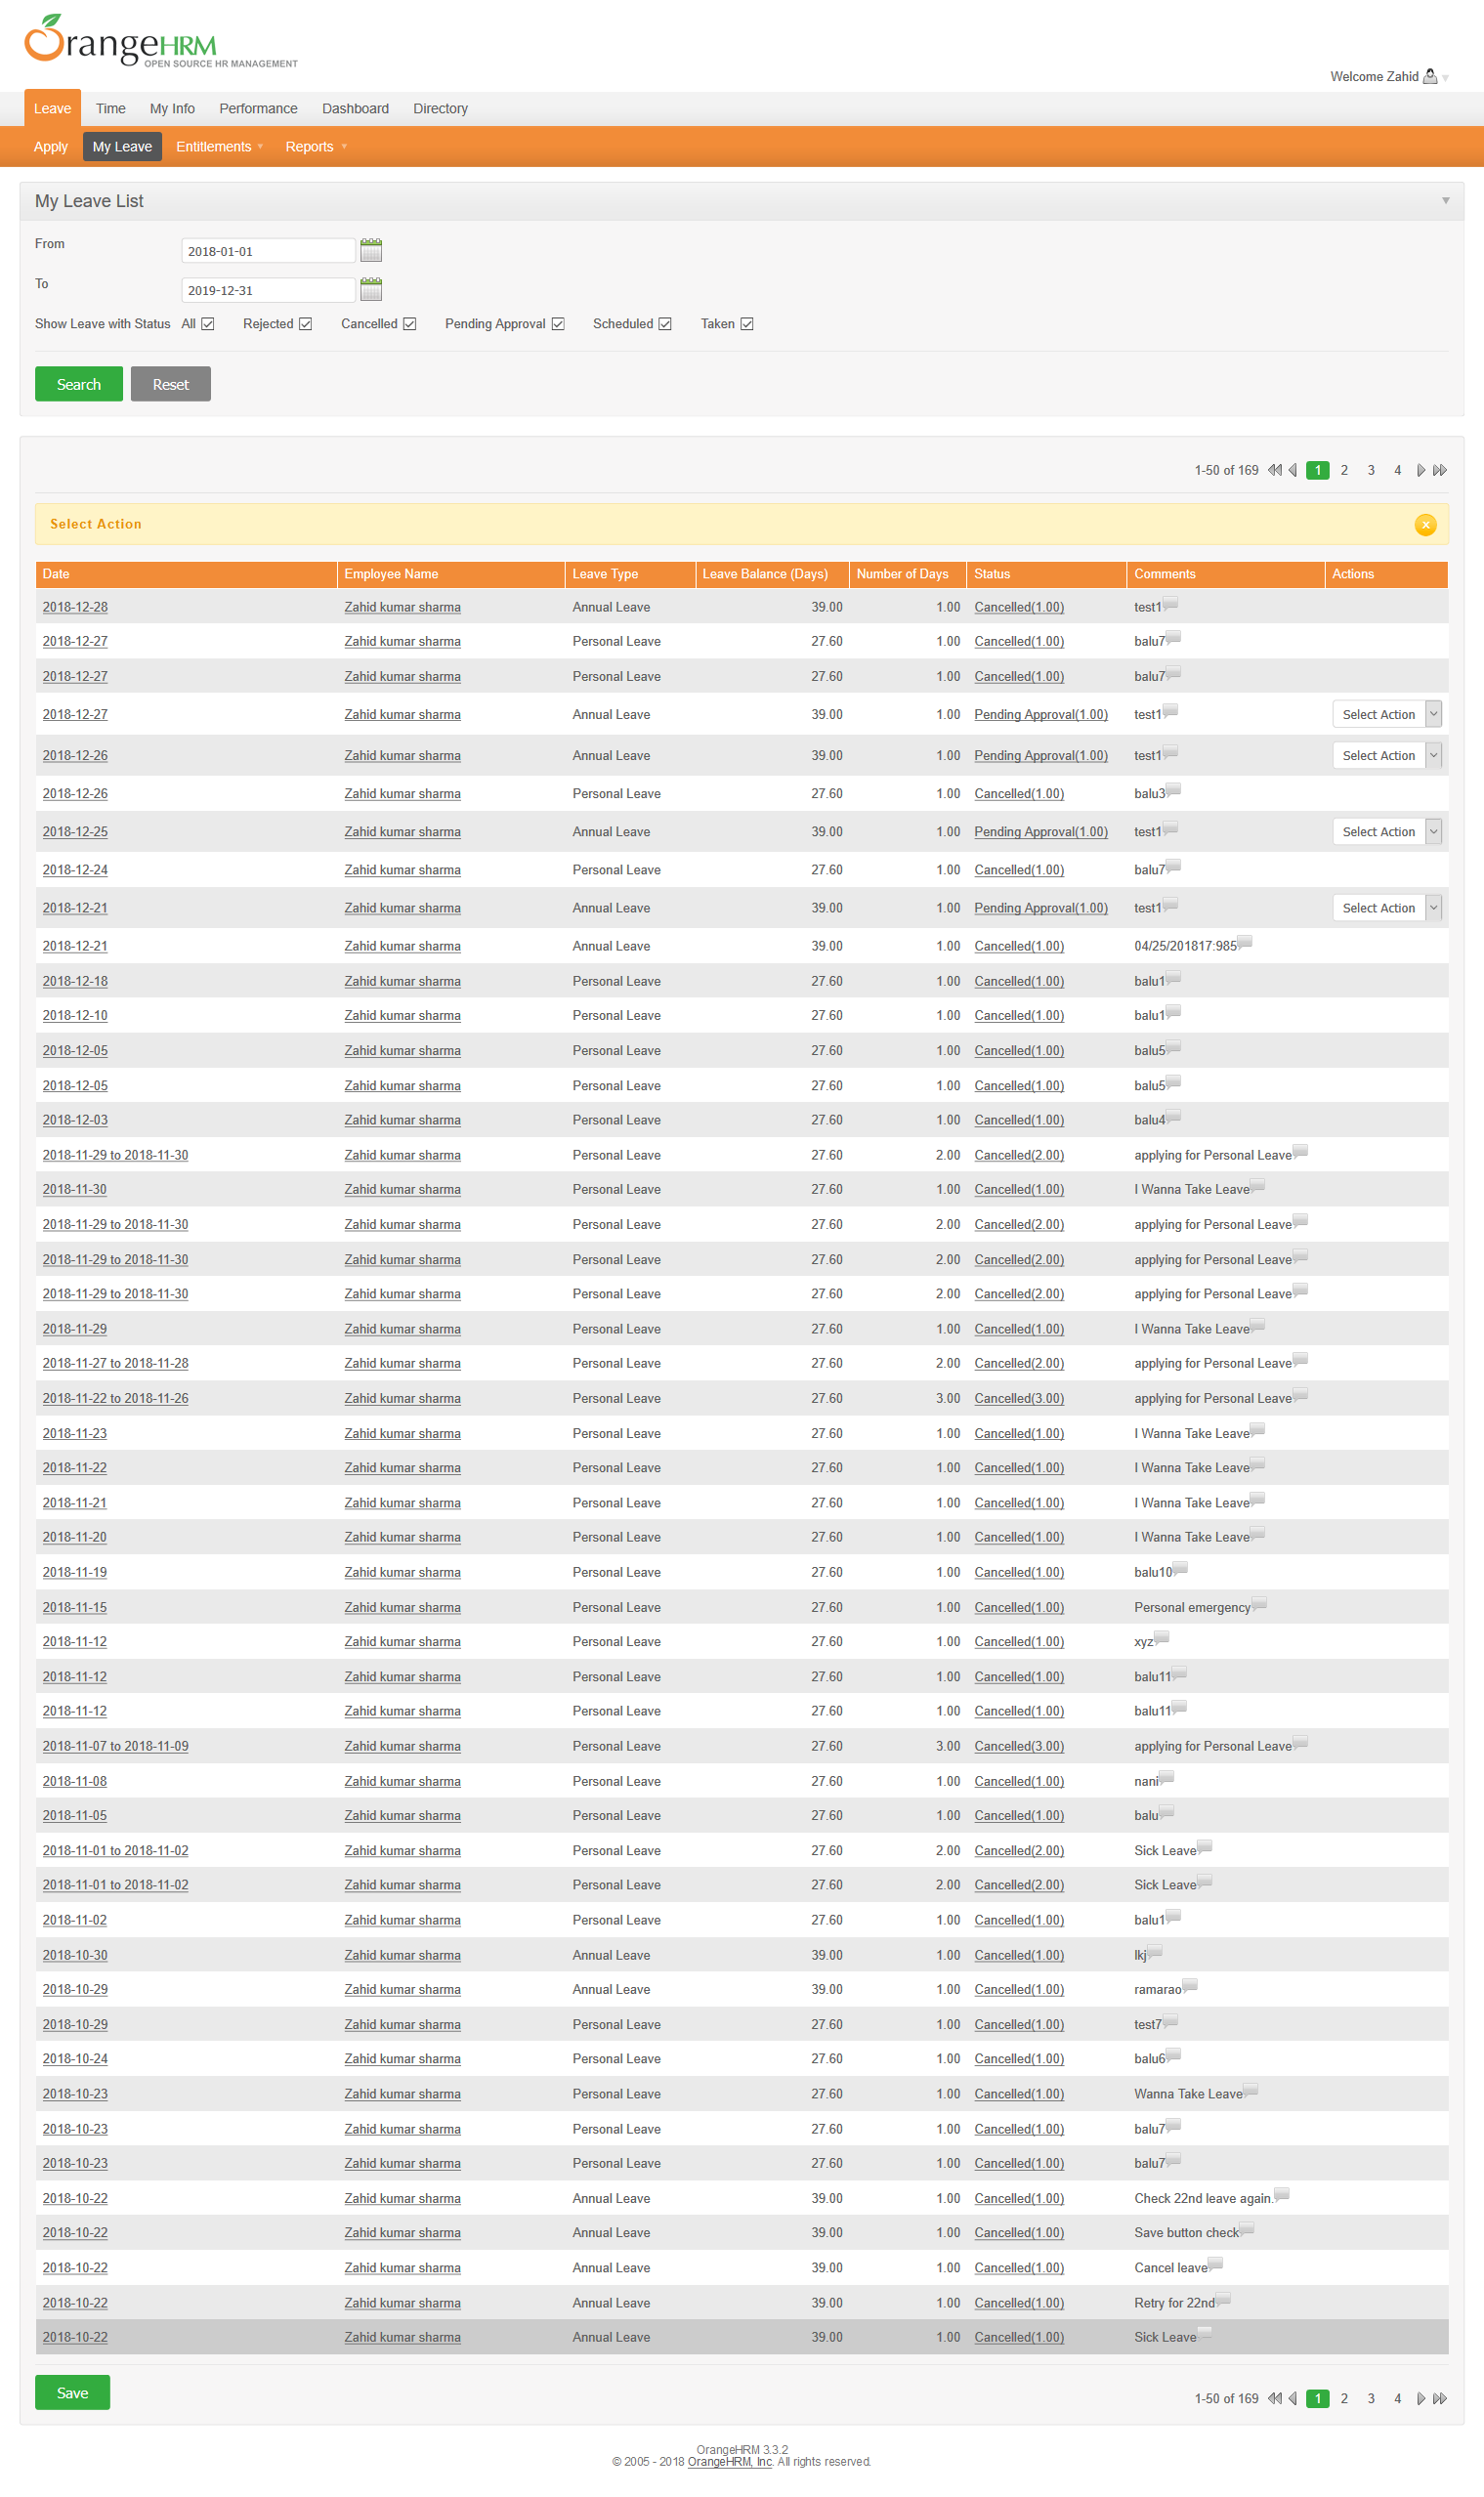 OrangeHRM
OPEN SOURCE HR MANAGEMENT
Welcome Zahid
Leave Time My Info Performance Dashboard Directory
Apply My Leave Entitlements Reports
My Leave List
From 2018-01-01
To 2019-12-31
Show Leave with Status All Rejected Cancelled Pending Approval Scheduled Taken
Search Reset
1-50 of 169 1 2 3 4
Select Action
Date Employee Name Leave Type Leave Balance (Days) Number of Days Status Comments Actions
2018-12-28 Zahid kumar sharma Annual Leave 39.00 1.00 Cancelled(1.00) test1
2018-12-27 Zahid kumar sharma Personal Leave 27.60 1.00 Cancelled(1.00) balu7
2018-12-27 Zahid kumar sharma Personal Leave 27.60 1.00 Cancelled(1.00) balu7
2018-12-27 Zahid kumar sharma Annual Leave 39.00 1.00 Pending Approval(1.00) test1 Select Action
2018-12-26 Zahid kumar sharma Annual Leave 39.00 1.00 Pending Approval(1.00) test1 Select Action
2018-12-26 Zahid kumar sharma Personal Leave 27.60 1.00 Cancelled(1.00) balu3
2018-12-25 Zahid kumar sharma Annual Leave 39.00 1.00 Pending Approval(1.00) test1 Select Action
2018-12-24 Zahid kumar sharma Personal Leave 27.60 1.00 Cancelled(1.00) balu7
2018-12-21 Zahid kumar sharma Annual Leave 39.00 1.00 Pending Approval(1.00) test1 Select Action
2018-12-21 Zahid kumar sharma Annual Leave 39.00 1.00 Cancelled(1.00) 04/25/201817:985
2018-12-18 Zahid kumar sharma Personal Leave 27.60 1.00 Cancelled(1.00) balu1
2018-12-10 Zahid kumar sharma Personal Leave 27.60 1.00 Cancelled(1.00) balu1
2018-12-05 Zahid kumar sharma Personal Leave 27.60 1.00 Cancelled(1.00) balu5
2018-12-05 Zahid kumar sharma Personal Leave 27.60 1.00 Cancelled(1.00) balu5
2018-12-03 Zahid kumar sharma Personal Leave 27.60 1.00 Cancelled(1.00) balu4
2018-11-29 to 2018-11-30 Zahid kumar sharma Personal Leave 27.60 2.00 Cancelled(2.00) applying for Personal Leave
2018-11-30 Zahid kumar sharma Personal Leave 27.60 1.00 Cancelled(1.00) I Wanna Take Leave
2018-11-29 to 2018-11-30 Zahid kumar sharma Personal Leave 27.60 2.00 Cancelled(2.00) applying for Personal Leave
2018-11-29 to 2018-11-30 Zahid kumar sharma Personal Leave 27.60 2.00 Cancelled(2.00) applying for Personal Leave
2018-11-29 to 2018-11-30 Zahid kumar sharma Personal Leave 27.60 2.00 Cancelled(2.00) applying for Personal Leave
2018-11-29 Zahid kumar sharma Personal Leave 27.60 1.00 Cancelled(1.00) I Wanna Take Leave
2018-11-27 to 2018-11-28 Zahid kumar sharma Personal Leave 27.60 2.00 Cancelled(2.00) applying for Personal Leave
2018-11-22 to 2018-11-26 Zahid kumar sharma Personal Leave 27.60 3.00 Cancelled(3.00) applying for Personal Leave
2018-11-23 Zahid kumar sharma Personal Leave 27.60 1.00 Cancelled(1.00) I Wanna Take Leave
2018-11-22 Zahid kumar sharma Personal Leave 27.60 1.00 Cancelled(1.00) I Wanna Take Leave
2018-11-21 Zahid kumar sharma Personal Leave 27.60 1.00 Cancelled(1.00) I Wanna Take Leave
2018-11-20 Zahid kumar sharma Personal Leave 27.60 1.00 Cancelled(1.00) I Wanna Take Leave
2018-11-19 Zahid kumar sharma Personal Leave 27.60 1.00 Cancelled(1.00) balu10
2018-11-15 Zahid kumar sharma Personal Leave 27.60 1.00 Cancelled(1.00) Personal emergency
2018-11-12 Zahid kumar sharma Personal Leave 27.60 1.00 Cancelled(1.00) xyz
2018-11-12 Zahid kumar sharma Personal Leave 27.60 1.00 Cancelled(1.00) balu11
2018-11-12 Zahid kumar sharma Personal Leave 27.60 1.00 Cancelled(1.00) balu11
2018-11-07 to 2018-11-09 Zahid kumar sharma Personal Leave 27.60 3.00 Cancelled(3.00) applying for Personal Leave
2018-11-08 Zahid kumar sharma Personal Leave 27.60 1.00 Cancelled(1.00) nani
2018-11-05 Zahid kumar sharma Personal Leave 27.60 1.00 Cancelled(1.00) balu
2018-11-01 to 2018-11-02 Zahid kumar sharma Personal Leave 27.60 2.00 Cancelled(2.00) Sick Leave
2018-11-01 to 2018-11-02 Zahid kumar sharma Personal Leave 27.60 2.00 Cancelled(2.00) Sick Leave
2018-11-02 Zahid kumar sharma Personal Leave 27.60 1.00 Cancelled(1.00) balu1
2018-10-30 Zahid kumar sharma Annual Leave 39.00 1.00 Cancelled(1.00) lkj
2018-10-29 Zahid kumar sharma Annual Leave 39.00 1.00 Cancelled(1.00) ramarao
2018-10-29 Zahid kumar sharma Personal Leave 27.60 1.00 Cancelled(1.00) test7
2018-10-24 Zahid kumar sharma Personal Leave 27.60 1.00 Cancelled(1.00) balu6
2018-10-23 Zahid kumar sharma Personal Leave 27.60 1.00 Cancelled(1.00) Wanna Take Leave
2018-10-23 Zahid kumar sharma Personal Leave 27.60 1.00 Cancelled(1.00) balu7
2018-10-23 Zahid kumar sharma Personal Leave 27.60 1.00 Cancelled(1.00) balu7
2018-10-22 Zahid kumar sharma Annual Leave 39.00 1.00 Cancelled(1.00) Check 22nd leave again.
2018-10-22 Zahid kumar sharma Annual Leave 39.00 1.00 Cancelled(1.00) Save button check
2018-10-22 Zahid kumar sharma Annual Leave 39.00 1.00 Cancelled(1.00) Cancel leave
2018-10-22 Zahid kumar sharma Annual Leave 39.00 1.00 Cancelled(1.00) Retry for 22nd
2018-10-22 Zahid kumar sharma Annual Leave 39.00 1.00 Cancelled(1.00) Sick Leave
Save
1-50 of 169 1 2 3 4
OrangeHRM 3.3.2
© 2005 - 2018 OrangeHRM, Inc. All rights reserved.